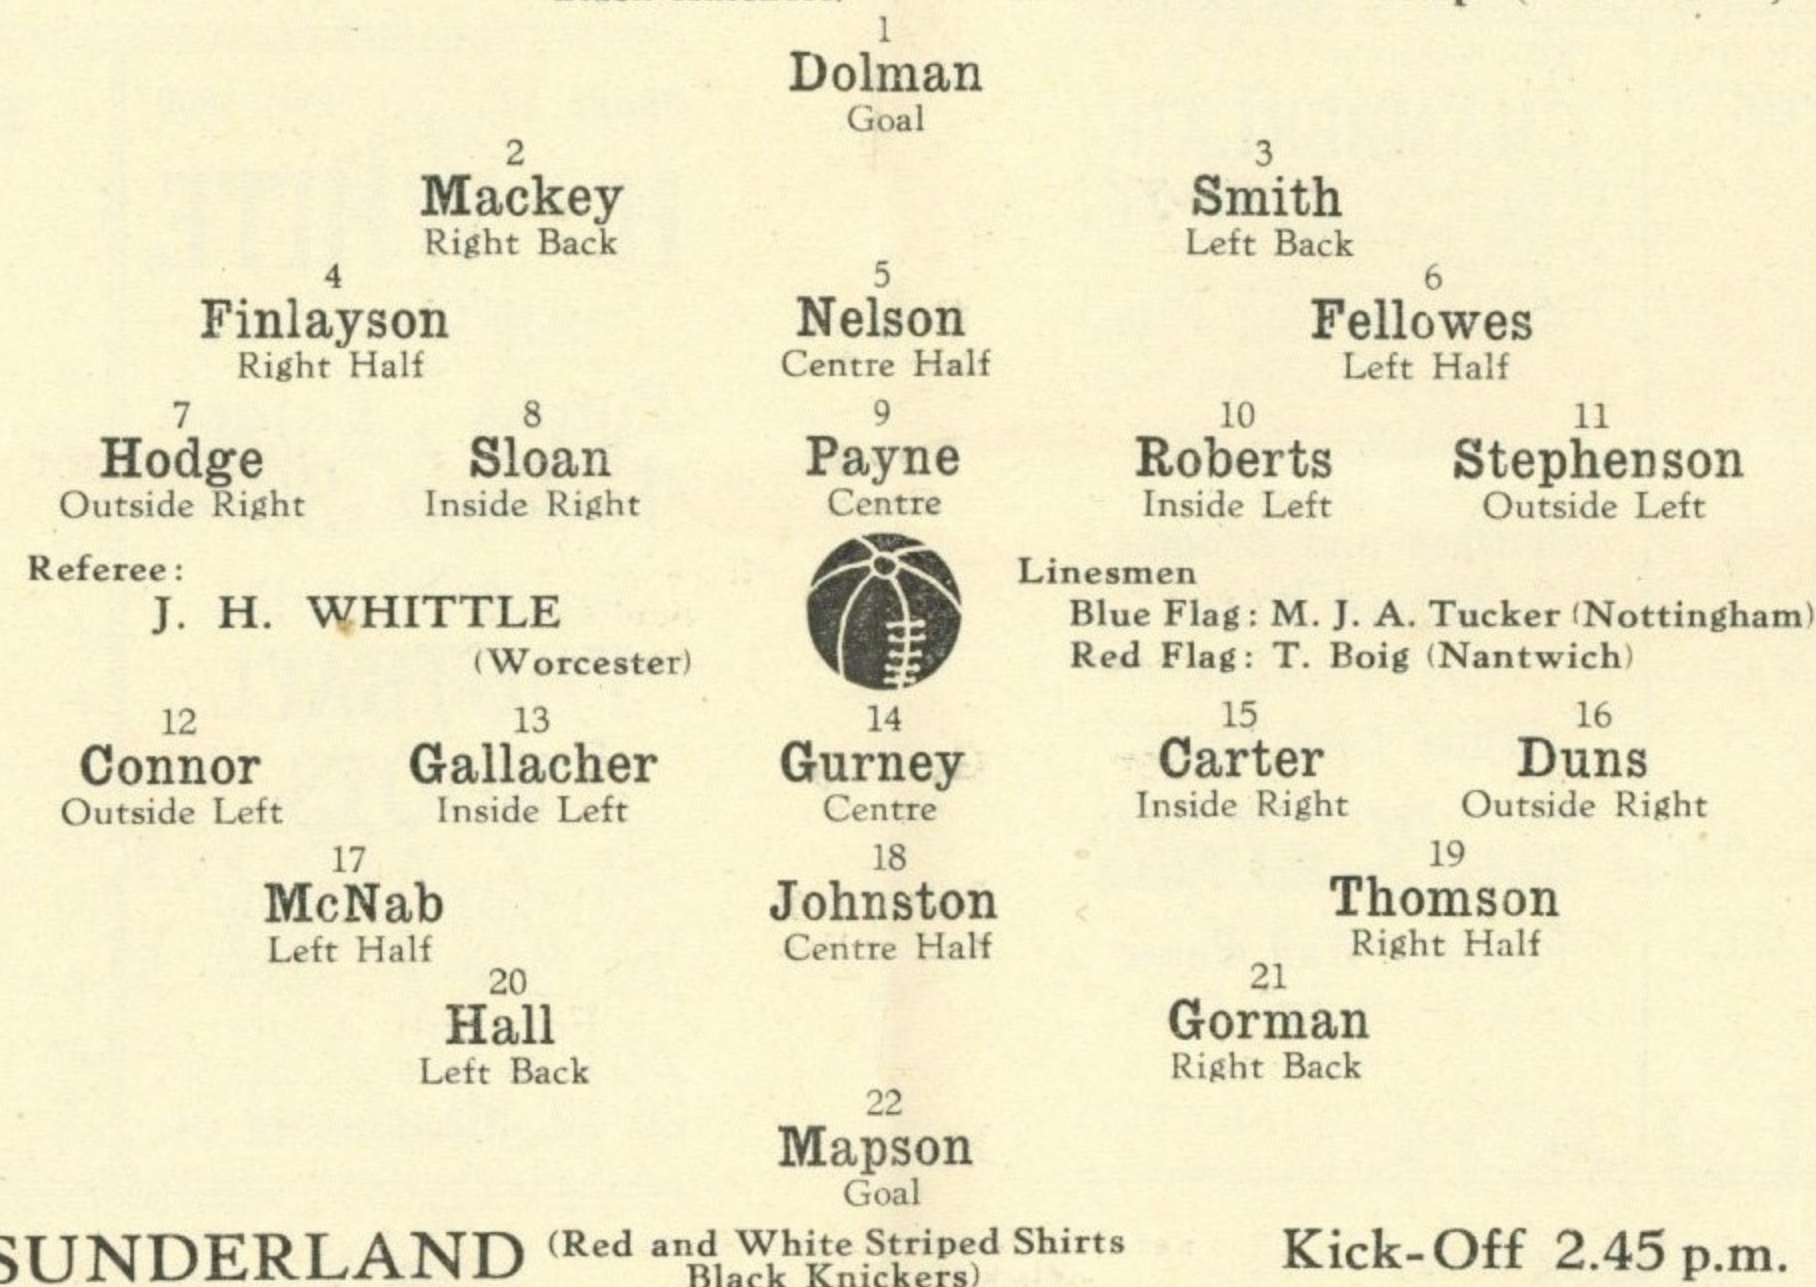 1
Dolman
Goal
2 3
Mackey Smith
Right Back Left Back
4 5 6
Finlayson Nelson Fellowes
Right Half Centre Half Left Half
7 8 9 10 11
Hodge Sloan Payne Roberts Stephenson
Outside Right Inside Right Centre Inside Left Outside Left
Referee:
J. H. WHITTLE
(Worcester)
Linesmen
Blue Flag: M. J. A. Tucker (Nottingham)
Red Flag: T. Boig (Nantwich)
12 13 14 15 16
Connor Gallacher Gurney Carter Duns
Outside Left Inside Left Centre Inside Right Outside Right
17 18 19
McNab Johnston Thomson
Left Half Centre Half Right Half
20 21
Hall Gorman
Left Back Right Back
22
Mapson
Goal
SUNDERLAND (Red and White Striped Shirts Kick-Off 2.45 p.m.
Black Knickers)